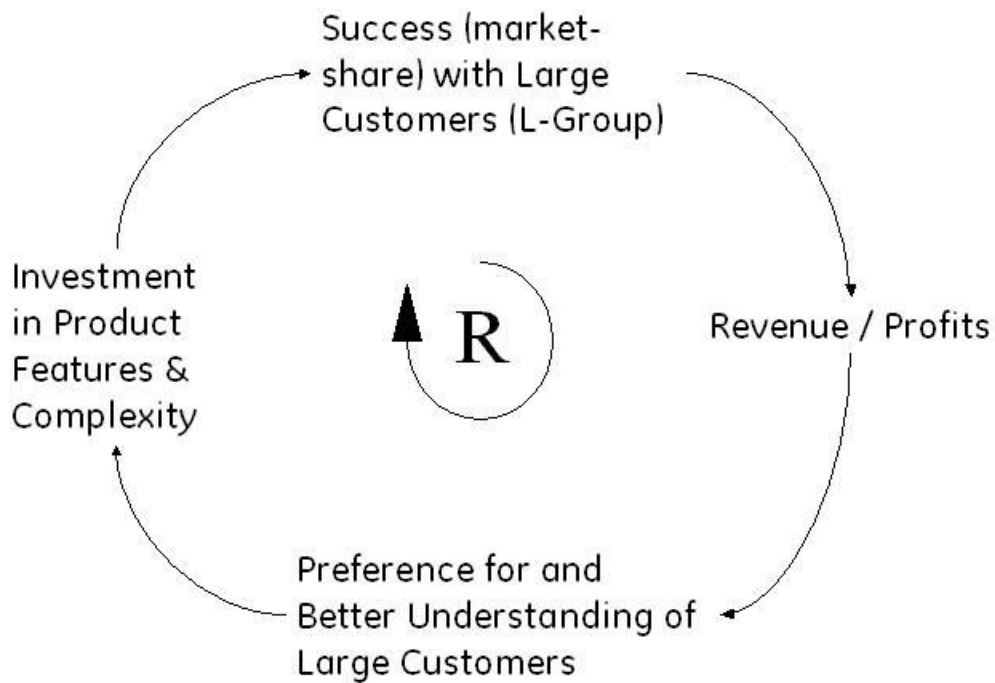 Success (market-
share) with Large
Customers (L-Group)
Revenue / Profits
Preference for and
Better Understanding of
Large Customers
Investment
in Product
Features &
Complexity
R